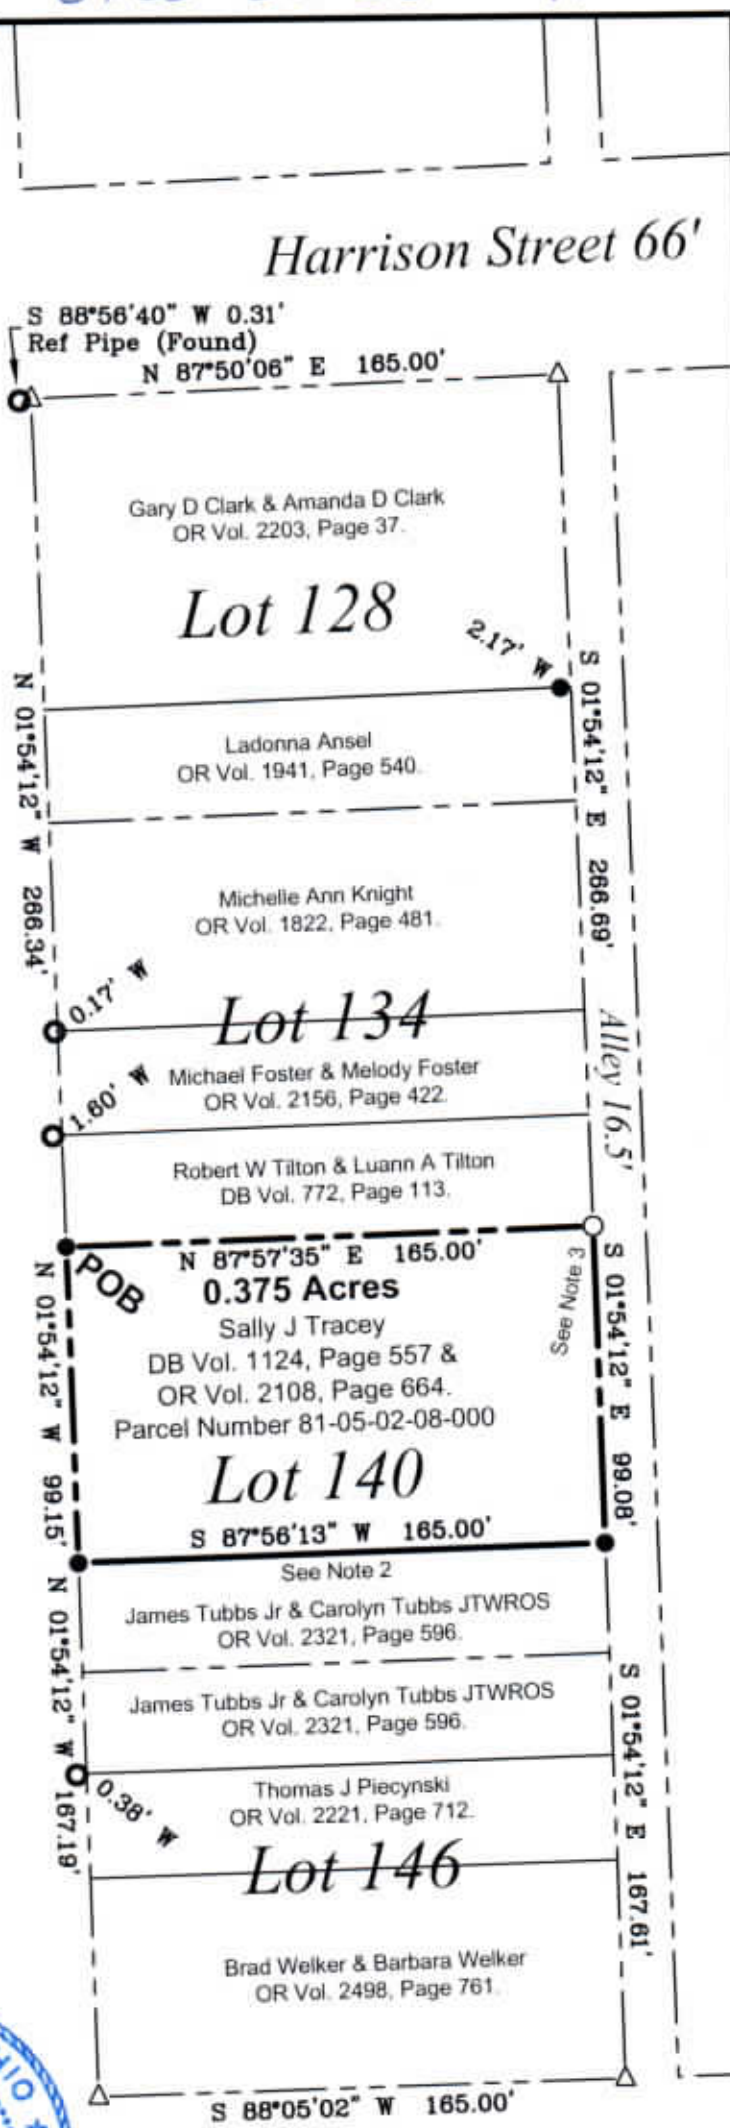 Harrison Street 66'
S 88°56'40" W 0.31'
Ref Pipe (Found)
N 87°50'06" E 165.00'
Gary D Clark & Amanda D Clark
OR Vol. 2203, Page 37.
Lot 128
2.17' W
N 01°54'12" W 266.34'
S 01°54'12" E 266.69'
Ladonna Ansel
OR Vol. 1941, Page 540.
Michelle Ann Knight
OR Vol. 1822, Page 481.
0.17' W
Lot 134
Alley 16.5'
Michael Foster & Melody Foster
OR Vol. 2156, Page 422.
1.60' W
Robert W Tilton & Luann A Tilton
DB Vol. 772, Page 113.
POB
N 87°57'35" E 165.00'
0.375 Acres
Sally J Tracey
DB Vol. 1124, Page 557 &
OR Vol. 2108, Page 664.
Parcel Number 81-05-02-08-000
See Note 3
N 01°54'12" W 99.15'
S 01°54'12" E 99.08'
Lot 140
S 87°56'13" W 165.00'
See Note 2
James Tubbs Jr & Carolyn Tubbs JTWROS
OR Vol. 2321, Page 596.
James Tubbs Jr & Carolyn Tubbs JTWROS
OR Vol. 2321, Page 596.
N 01°54'12" W 167.19'
S 01°54'12" E 167.61'
0.38' W
Thomas J Piecynski
OR Vol. 2221, Page 712.
Lot 146
Brad Welker & Barbara Welker
OR Vol. 2498, Page 761.
S 88°05'02" W 165.00'